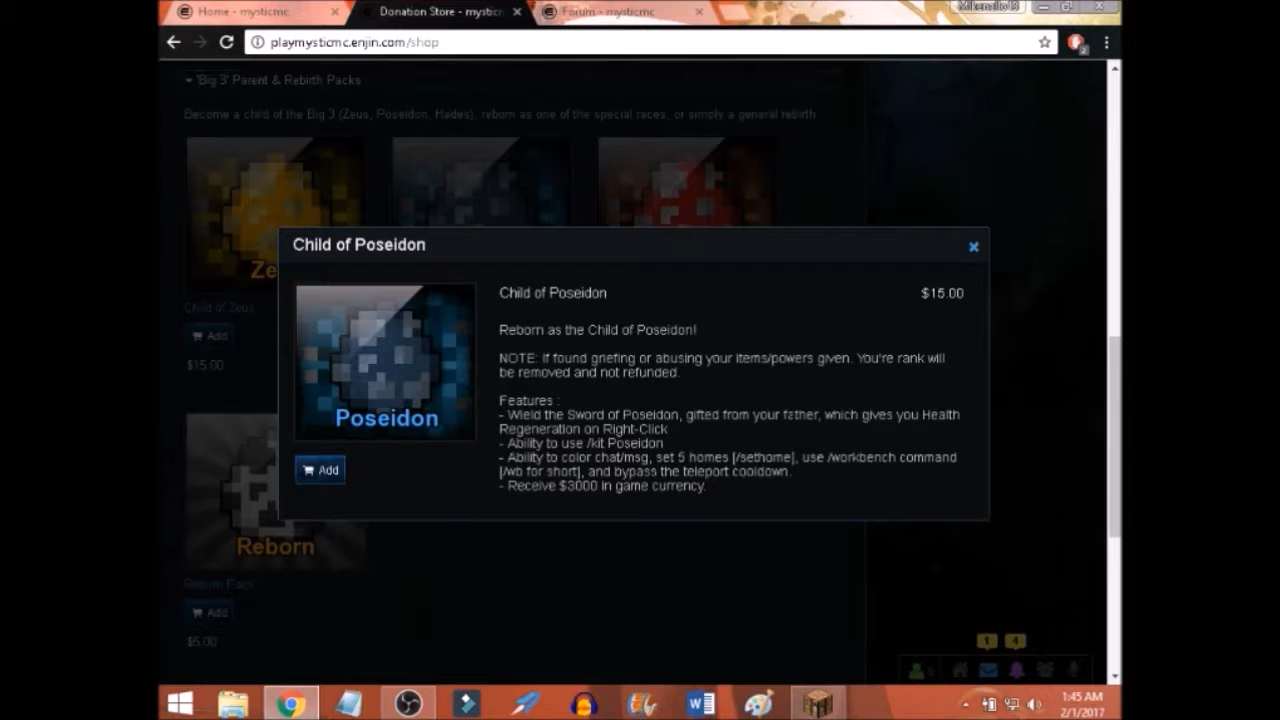 Home - mysticmc
Donation Store - mystic
Forum - mysticmc
playmysticmc.enjin.com/shop
'Big 3' Parent & Rebirth Packs
Become a child of the Big 3 (Zeus, Poseidon, Hades), reborn as one of the special races, or simply a general rebirth
Child of Poseidon
Ze
Child of Zeus
Add
$15.00
Poseidon
Add
Child of Poseidon
$15.00
Reborn as the Child of Poseidon!
NOTE: If found griefing or abusing your items/powers given. You're rank will
be removed and not refunded.
Features :
- Wield the Sword of Poseidon, gifted from your father, which gives you Health
Regeneration on Right-Click
- Ability to use /kit Poseidon
- Ability to color chat/msg, set 5 homes [/sethome], use /workbench command
[/wb for short], and bypass the teleport cooldown.
- Receive $3000 in game currency.
Reborn
Reborn Pack
Add
$5.00
1
4
1:45 AM
2/1/2017